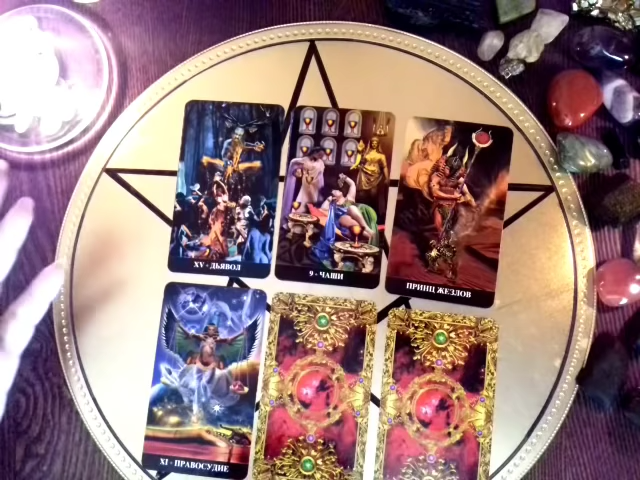 XV - ДЬЯВОЛ
9 - ЧАШИ
ПРИНЦ ЖЕЗЛОВ
XI - ПРАВОСУДИЕ